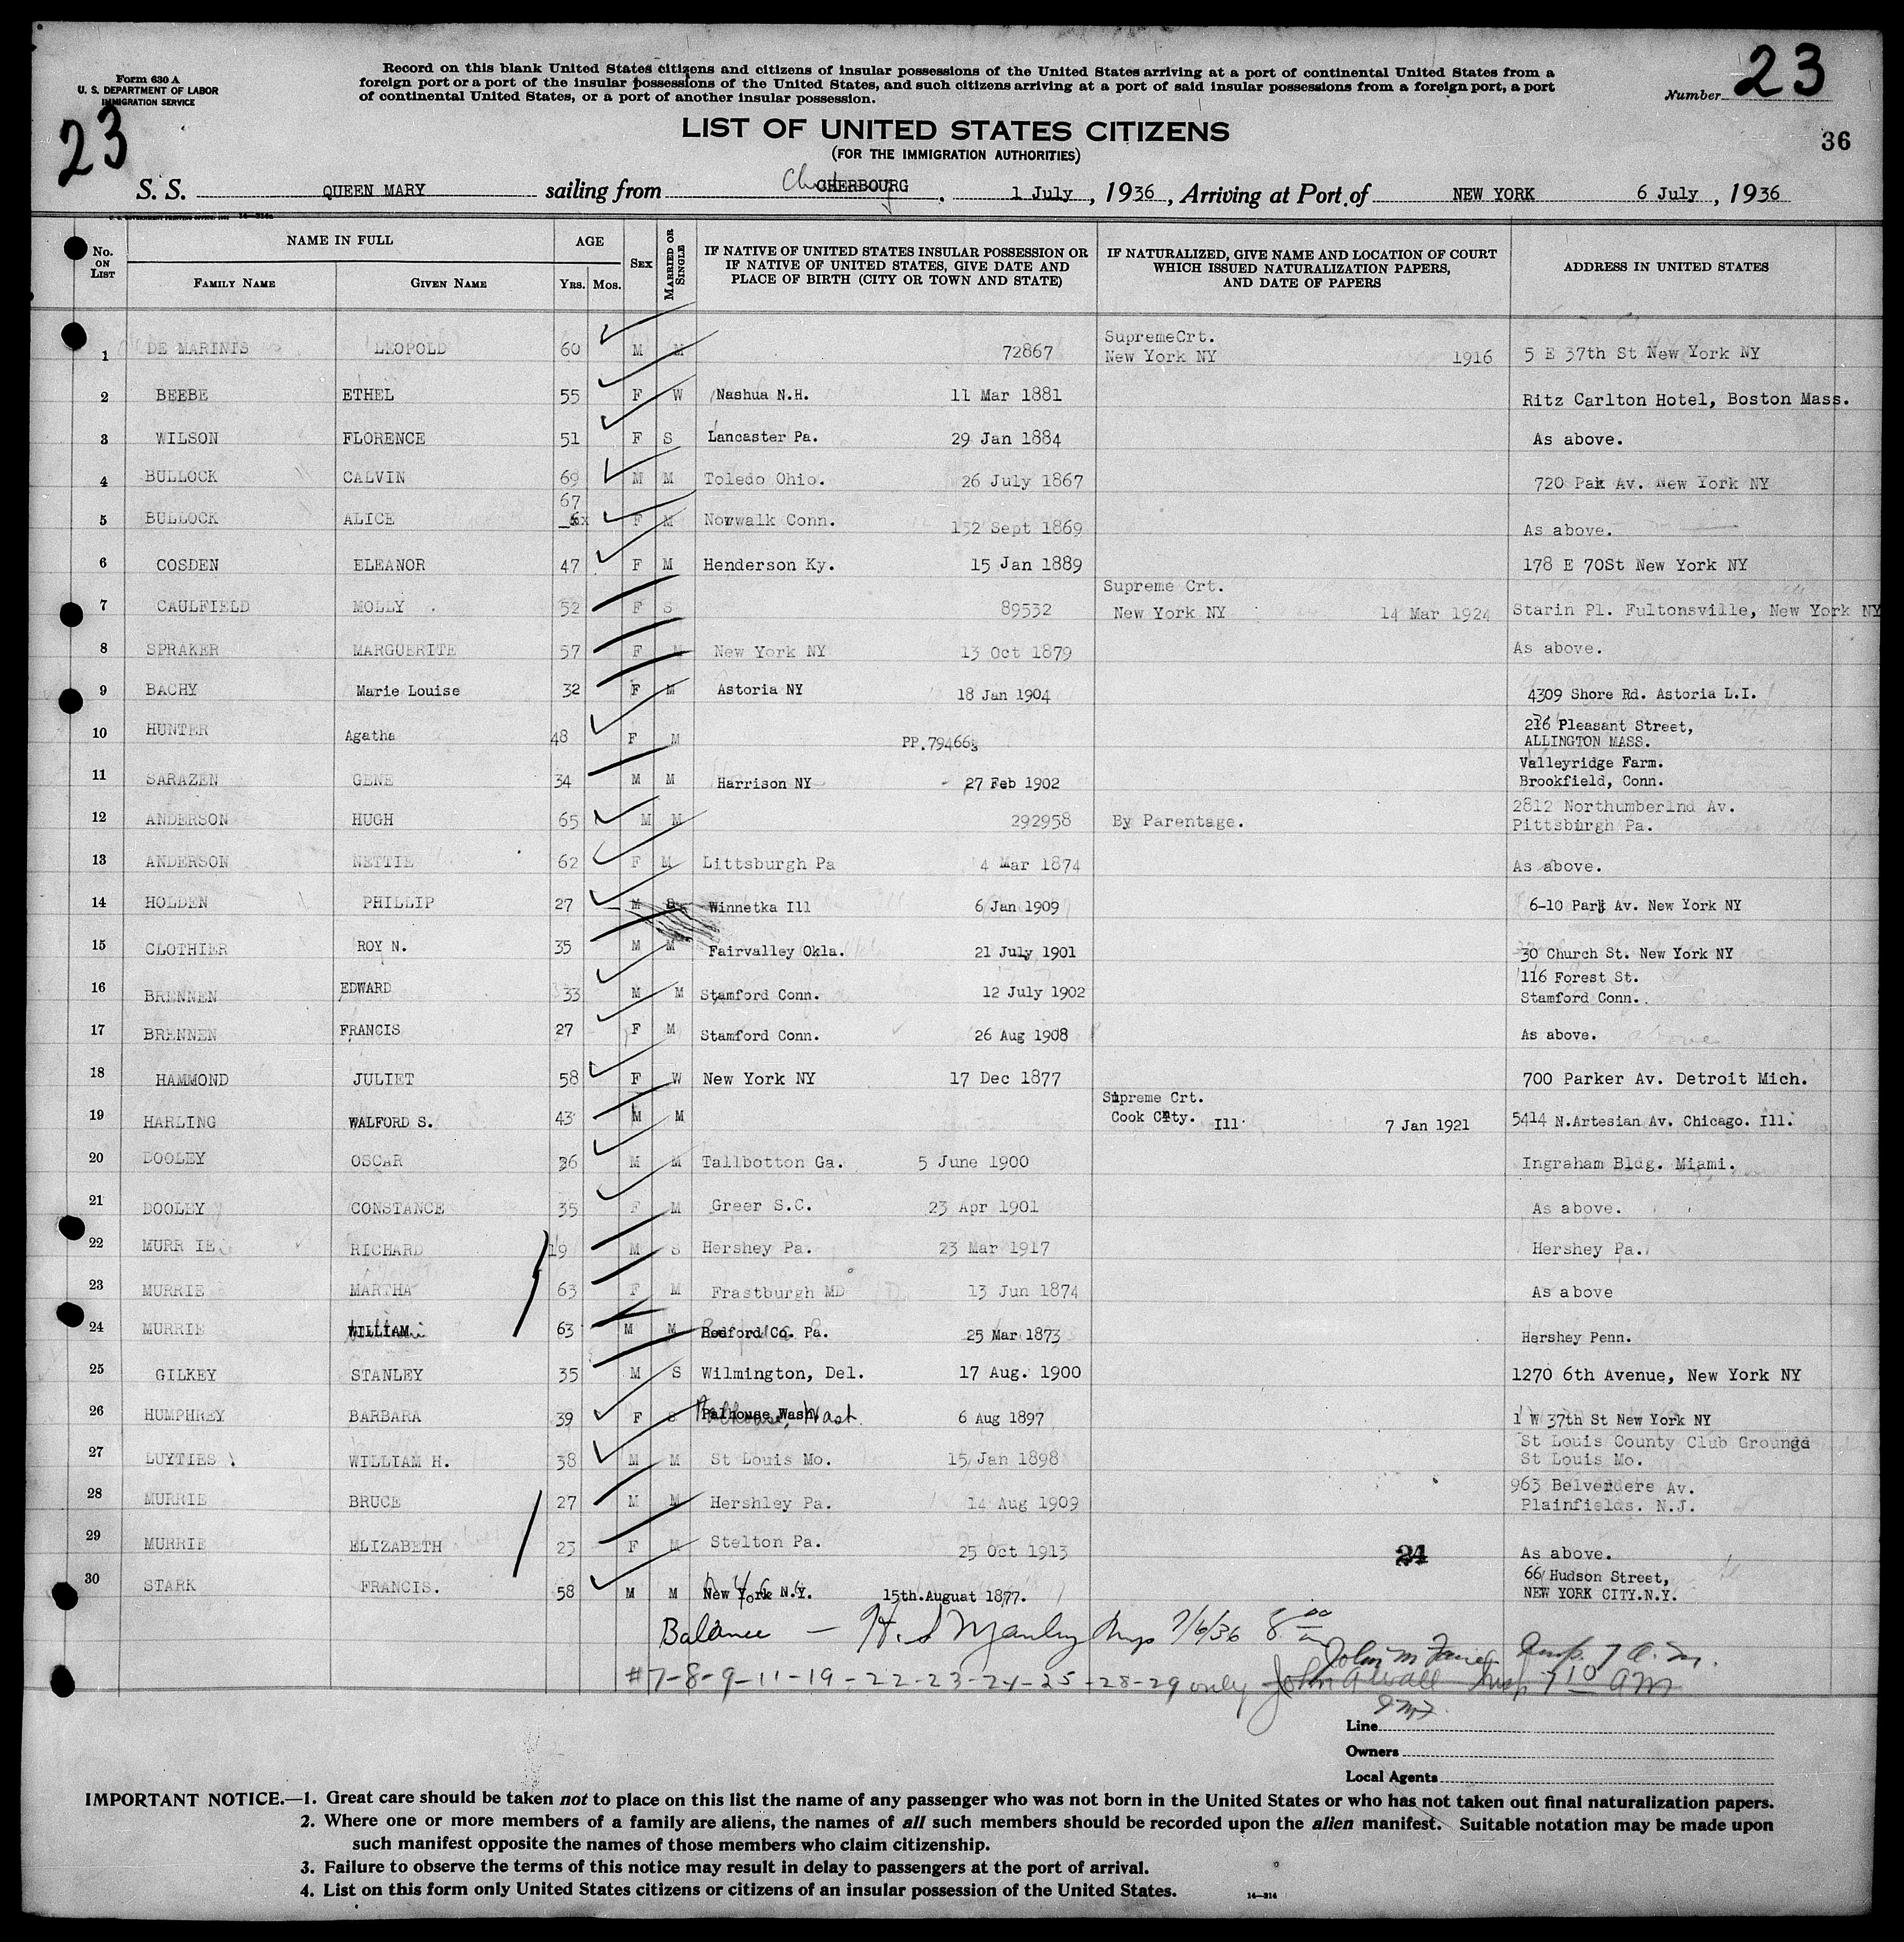 Form 630 A
U. S. DEPARTMENT OF LABOR
IMMIGRATION SERVICE
23
Record on this blank United States citizens and citizens of insular possessions of the United States arriving at a port of continental United States from a
foreign port or a port of the insular possessions of the United States, and such citizens arriving at a port of said insular possessions from a foreign port, a port
of continental United States, or a port of another insular possession.
Number 23
36
LIST OF UNITED STATES CITIZENS
(FOR THE IMMIGRATION AUTHORITIES)
S. S. QUEEN MARY sailing from CHERBOURG, 1 July, 1936, Arriving at Port of NEW YORK 6 July, 1936
No. ON LIST NAME IN FULL FAMILY NAME GIVEN NAME AGE YRS. MOS. SEX MARRIED OR SINGLE IF NATIVE OF UNITED STATES INSULAR POSSESSION OR IF NATIVE OF UNITED STATES, GIVE DATE AND PLACE OF BIRTH (CITY OR TOWN AND STATE) IF NATURALIZED, GIVE NAME AND LOCATION OF COURT WHICH ISSUED NATURALIZATION PAPERS, AND DATE OF PAPERS ADDRESS IN UNITED STATES
1 DE MARINIS LEOPOLD 60 M M 72867 SupremeCrt. New York NY 1916 5 E 37th St New York NY
2 BEEBE ETHEL 55 F W Nashua N.H. 11 Mar 1881 Ritz Carlton Hotel, Boston Mass.
3 WILSON FLORENCE 51 F S Lancaster Pa. 29 Jan 1884 As above.
4 BULLOCK CALVIN 69 M M Toledo Ohio. 26 July 1867 720 Pak Av. New York NY
5 BULLOCK ALICE 67 F M Norwalk Conn. Sept 1869 As above.
6 COSDEN ELEANOR 47 F M Henderson Ky. 15 Jan 1889 178 E 70St New York NY
7 CAULFIELD MOLLY 52 F S 89532 Supreme Crt. New York NY 14 Mar 1924 Starin Pl. Fultonsville, New York NY
8 SPRAKER MARGUERITE 57 F M New York NY 13 Oct 1879 As above.
9 BACHY Marie Louise 32 F M Astoria NY 18 Jan 1904 4309 Shore Rd. Astoria L.I.
10 HUNTER Agatha 48 F M PP.79466 216 Pleasant Street, ALLINGTON MASS.
11 SARAZEN GENE 34 M M Harrison NY 27 Feb 1902 Valleyridge Farm. Brookfield, Conn.
12 ANDERSON HUGH 65 M M 292958 By Parentage. 2812 Northumberlnd Av. Pittsburgh Pa.
13 ANDERSON NETTIE 62 F M Littsburgh Pa 4 Mar 1874 As above.
14 HOLDEN PHILLIP 27 M S Winnetka Ill 6 Jan 1909 6-10 Park Av. New York NY
15 CLOTHIER ROY N. 35 M M Fairvalley Okla. 21 July 1901 30 Church St. New York NY
16 BRENNEN EDWARD 33 M M Stamford Conn. 12 July 1902 116 Forest St. Stamford Conn.
17 BRENNEN FRANCIS 27 F M Stamford Conn. 26 Aug 1908 As above.
18 HAMMOND JULIET 58 F W New York NY 17 Dec 1877 700 Parker Av. Detroit Mich.
19 HARLING WALFORD S. 43 M M Supreme Crt. Cook Ill 7 Jan 1921 5414 N.Artesian Av. Chicago. Ill.
20 DOOLEY OSCAR 36 M M Tallbotton Ga. 5 June 1900 Ingraham Bldg. Miami.
21 DOOLEY CONSTANCE 35 F M Greer S.C. 23 Apr 1901 As above.
22 MURR IE RICHARD 19 M S Hershey Pa. 23 Mar 1917 Hershey Pa.
23 MURRIE MARTHA 63 F M Frastburgh MD 13 Jun 1874 As above
24 MURRIE WILLIAM 63 M M Bedford Co. Pa. 25 Mar 1873 Hershey Penn.
25 GILKEY STANLEY 35 M S Wilmington, Del. 17 Aug. 1900 1270 6th Avenue, New York NY
26 HUMPHREY BARBARA 39 F S Palhouse Wash. 6 Aug 1897 1 W 37th St New York NY
27 LUYTIES WILLIAM H. 38 M M St Louis Mo. 15 Jan 1898 St Louis County Club Grounds St Louis Mo.
28 MURRIE BRUCE 27 M M Hershley Pa. 14 Aug 1909 963 Belverdere Av. Plainfields. N.J.
29 MURRIE ELIZABETH 23 F M Stelton Pa. 25 Oct 1913 24 As above.
30 STARK FRANCIS. 58 M M New York N.Y. 15th.Auguat 1877. 66 Hudson Street, NEW YORK CITY.N.Y.
Balance — H. S Manley Insp 7/6/36 8 00
John M Insp. 7 A. M.
#7-8-9-11-19-22-23-24-25-28-29 only John A Wall Insp 7 10 AM
Line
Owners
Local Agents
IMPORTANT NOTICE.—1. Great care should be taken not to place on this list the name of any passenger who was not born in the United States or who has not taken out final naturalization papers.
2. Where one or more members of a family are aliens, the names of all such members should be recorded upon the alien manifest. Suitable notation may be made upon
such manifest opposite the names of those members who claim citizenship.
3. Failure to observe the terms of this notice may result in delay to passengers at the port of arrival.
4. List on this form only United States citizens or citizens of an insular possession of the United States.
14—314